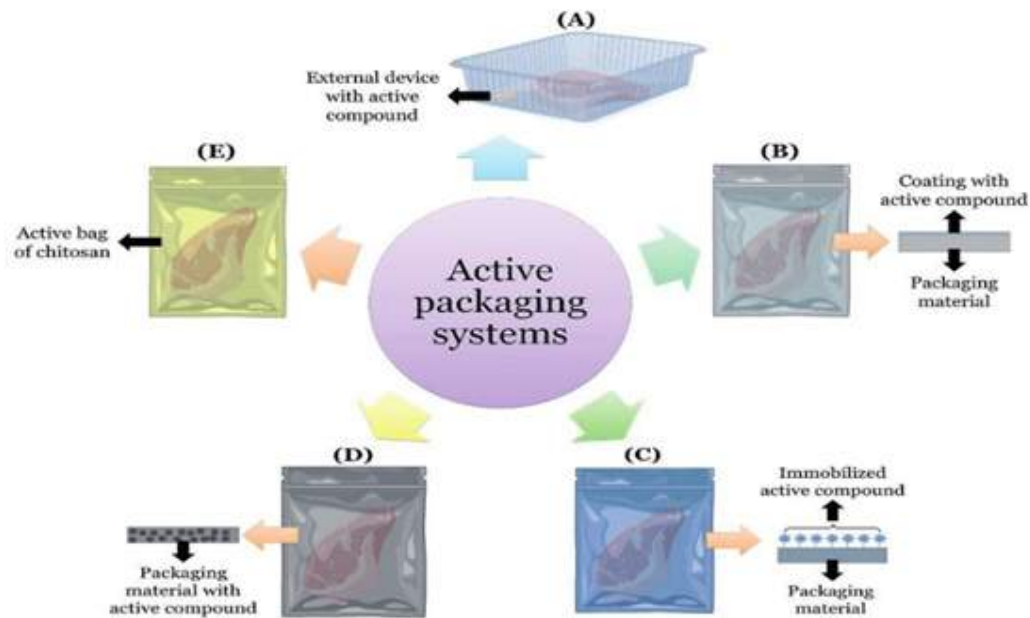 (A)
External device
with active
compound
(E)
(B)
Active bag
of chitosan
Coating with
active compound
Packaging
material
Active
packaging
systems
(D)
(C)
Packaging
material with
active compound
Immobilized
active compound
Packaging
material